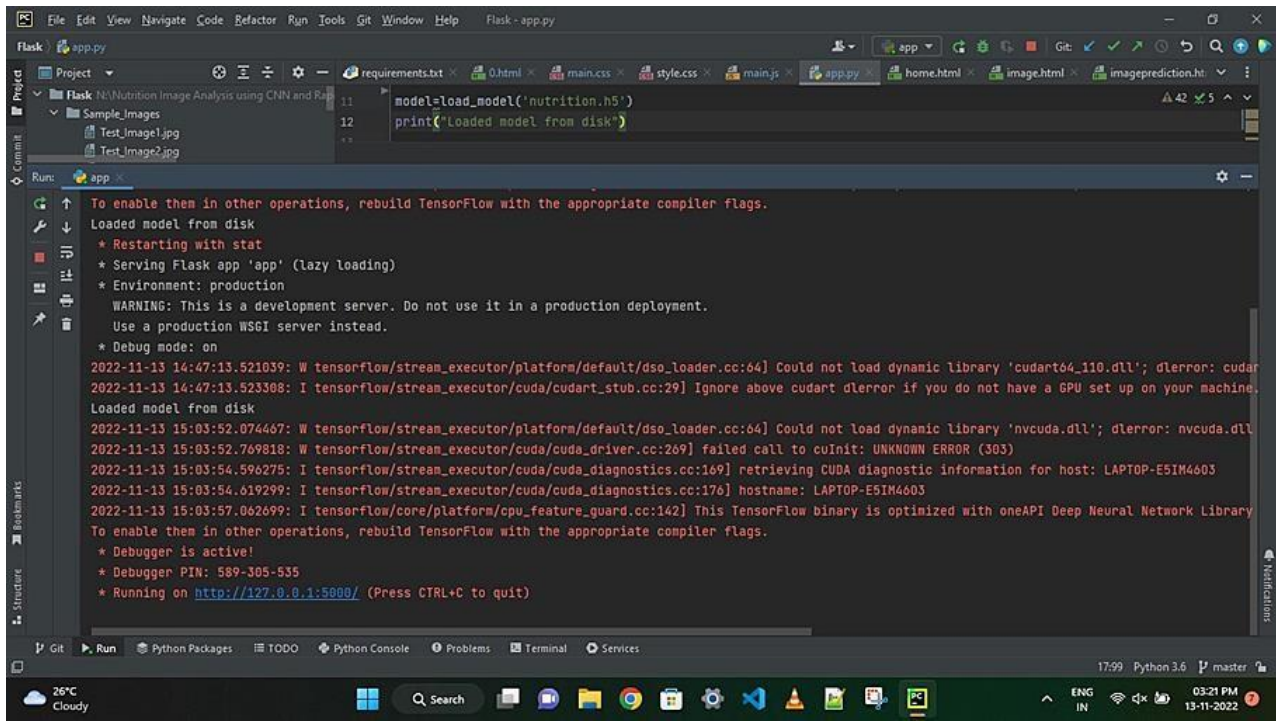 PC File Edit View Navigate Code Refactor Run Tools Git Window Help Flask - app.py
Flask app.py app Git:
Project requirements.txt 0.html main.css style.css main.js app.py home.html image.html imageprediction.ht
Flask N:\Nutrition Image Analysis using CNN and Rap 11 model=load_model('nutrition.h5') 42 5
Sample_Images 12 print("Loaded model from disk")
Test_Image1.jpg
Test_Image2.jpg
Project
Commit
Run: app
To enable them in other operations, rebuild TensorFlow with the appropriate compiler flags.
Loaded model from disk
* Restarting with stat
* Serving Flask app 'app' (lazy loading)
* Environment: production
WARNING: This is a development server. Do not use it in a production deployment.
Use a production WSGI server instead.
* Debug mode: on
2022-11-13 14:47:13.521039: W tensorflow/stream_executor/platform/default/dso_loader.cc:64] Could not load dynamic library 'cudart64_110.dll'; dlerror: cudar
2022-11-13 14:47:13.523308: I tensorflow/stream_executor/cuda/cudart_stub.cc:29] Ignore above cudart dlerror if you do not have a GPU set up on your machine.
Loaded model from disk
2022-11-13 15:03:52.074467: W tensorflow/stream_executor/platform/default/dso_loader.cc:64] Could not load dynamic library 'nvcuda.dll'; dlerror: nvcuda.dll
2022-11-13 15:03:52.769818: W tensorflow/stream_executor/cuda/cuda_driver.cc:269] failed call to cuInit: UNKNOWN ERROR (303)
2022-11-13 15:03:54.596275: I tensorflow/stream_executor/cuda/cuda_diagnostics.cc:169] retrieving CUDA diagnostic information for host: LAPTOP-E5IM46O3
2022-11-13 15:03:54.619299: I tensorflow/stream_executor/cuda/cuda_diagnostics.cc:176] hostname: LAPTOP-E5IM46O3
2022-11-13 15:03:57.062699: I tensorflow/core/platform/cpu_feature_guard.cc:142] This TensorFlow binary is optimized with oneAPI Deep Neural Network Library
To enable them in other operations, rebuild TensorFlow with the appropriate compiler flags.
* Debugger is active!
* Debugger PIN: 589-305-535
* Running on http://127.0.0.1:5000/ (Press CTRL+C to quit)
Bookmarks
Structure
Notifications
Git Run Python Packages TODO Python Console Problems Terminal Services
17:99 Python 3.6 master
26°C
Cloudy
Search
ENG
IN
03:21 PM
13-11-2022
7